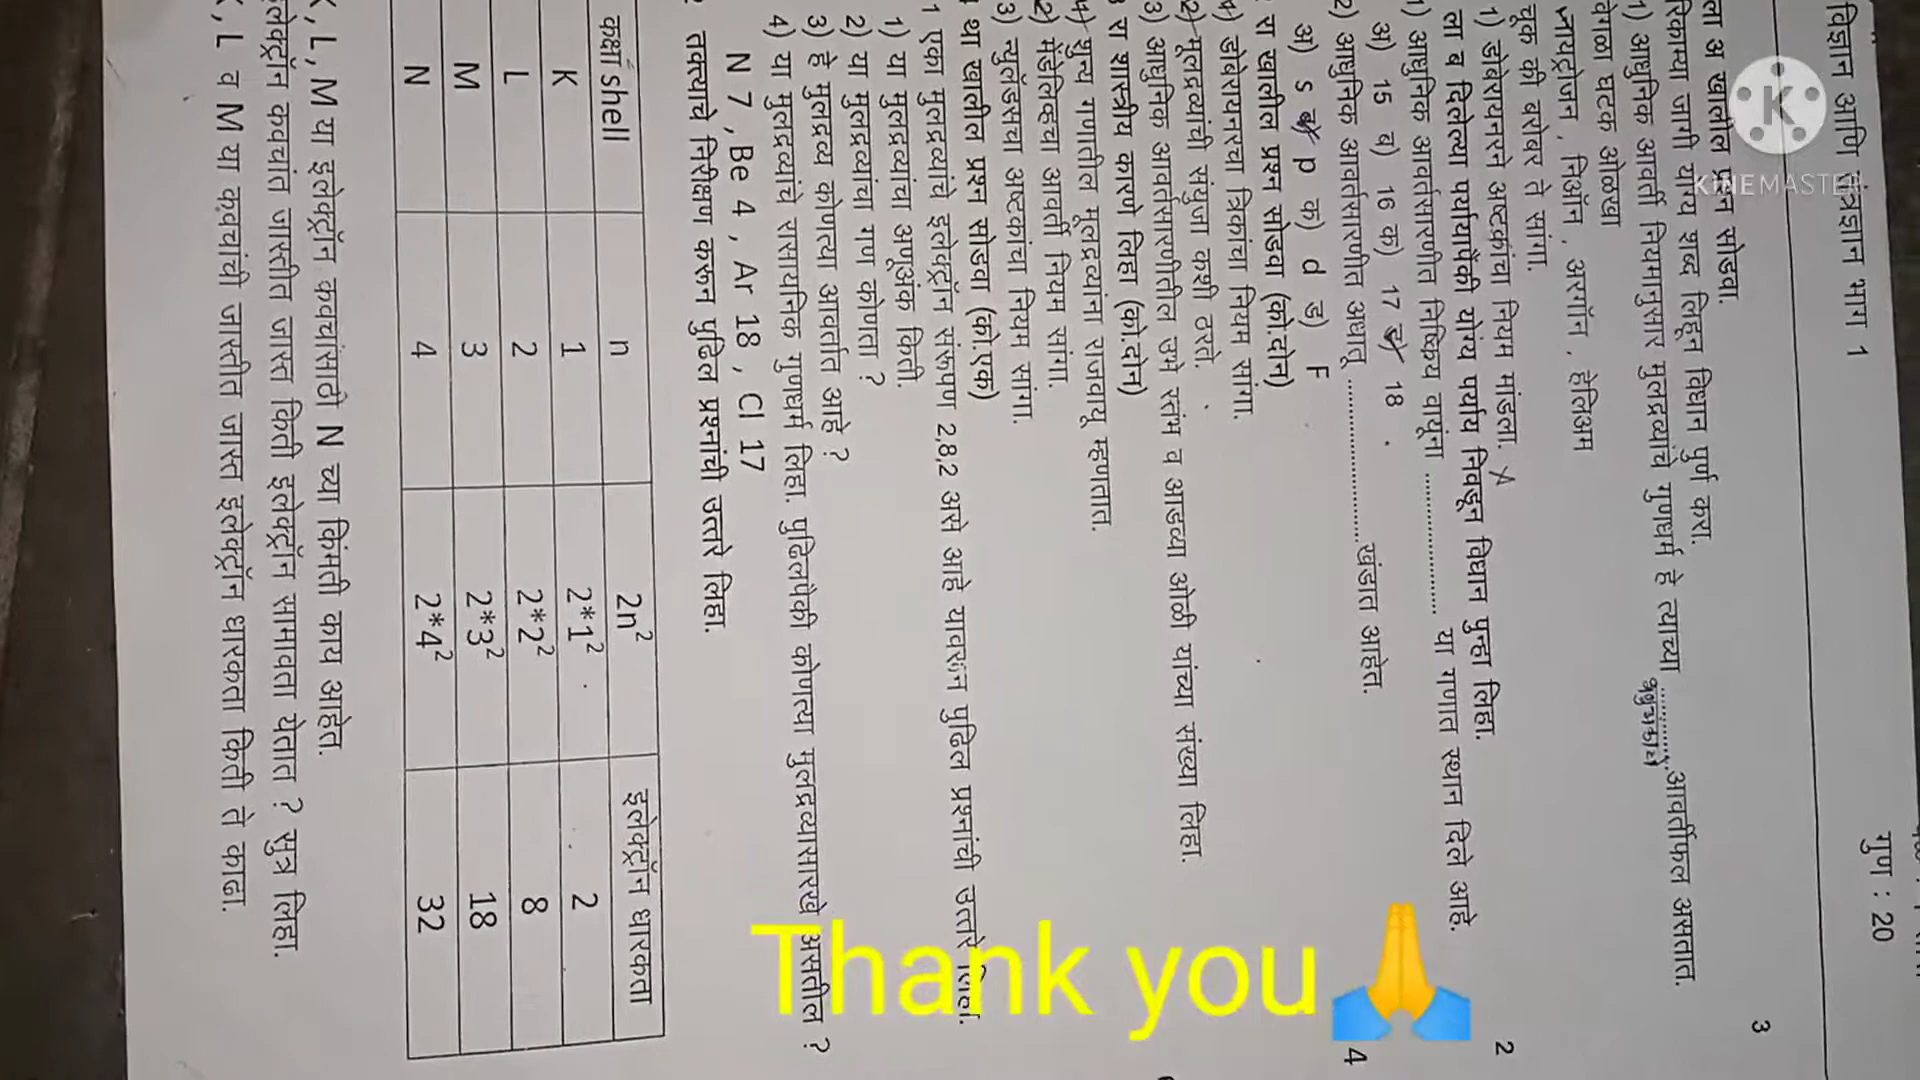 विज्ञान आणि तंत्रज्ञान भाग 1
गुण : 20
ला अ खालील प्रश्न सोडवा.
3
रिकाम्या जागी योग्य शब्द लिहून विधान पुर्ण करा.
1) आधुनिक आवर्ती नियमानुसार मुलद्रव्यांचे गुणधर्म हे त्याच्या ............ आवर्तीफल असतात.
अणुअंकाचे
वेगळा घटक ओळखा
नायट्रोजन , निऑन , अरगॉन , हेलिअम
चूक की बरोबर ते सांगा.
1) डोबेरायनरने अष्टकांचा नियम मांडला.
2
ला ब दिलेल्या पर्यायापैकी योग्य पर्याय निवडून विधान पुन्हा लिहा.
1) आधुनिक आवर्तसारणीत निष्क्रिय वायूंना .................. या गणात स्थान दिले आहे.
अ) 15 ब) 16 क) 17 ड) 18
2) आधुनिक आवर्तसारणीत अधातू ..................... खंडात आहेत.
अ) s ब) p क) d ड) F
रा खालील प्रश्न सोडवा (को.दोन)
4
1) डोबेरायनरचा त्रिकांचा नियम सांगा.
2) मुलद्रव्यांची संयुजा कशी ठरते.
3) आधुनिक आवर्तसारणीतील उभे स्तंभ व आडव्या ओळी यांच्या संख्या लिहा.
3 रा शास्त्रीय कारणे लिहा (को.दोन)
1) शुन्य गणातील मुलद्रव्यांना राजवायु म्हणतात.
2) मेंडेलिव्हचा आवर्ती नियम सांगा.
3) न्युलँडसचा अष्टकांचा नियम सांगा.
था खालील प्रश्न सोडवा (को.एक)
1 एका मुलद्रव्यांचे इलेक्ट्रॉन संरूपण 2,8,2 असे आहे यावरून पुढिल प्रश्नांची उत्तरे लिहा.
1) या मुलद्रव्यांचा अणूअंक किती.
2) या मुलद्रव्यांचा गण कोणता ?
3) हे मुलद्रव्य कोणत्या आवर्तात आहे ?
4) या मुलद्रव्यांचे रासायनिक गुणधर्म लिहा. पुढिलपैकी कोणत्या मुलद्रव्यासारखे असतील ?
N 7 , Be 4 , Ar 18 , Cl 17
तक्त्याचे निरीक्षण करून पुढिल प्रश्नांची उत्तरे लिहा.
कक्षा shell n 2n² इलेक्ट्रॉन धारकता
K 1 2*1² 2
L 2 2*2² 8
M 3 2*3² 18
N 4 2*4² 32
K, L, M या इलेक्ट्रॉन कवचांसाठी N च्या किंमती काय आहेत.
इलेक्ट्रॉन कवचांत जास्तीत जास्त किती इलेक्ट्रॉन सामावता येतात ? सुत्र लिहा.
K, L व M या कवचांची जास्तीत जास्त इलेक्ट्रॉन धारकता किती ते काढा.
K
KINEMASTER
Thank you🙏